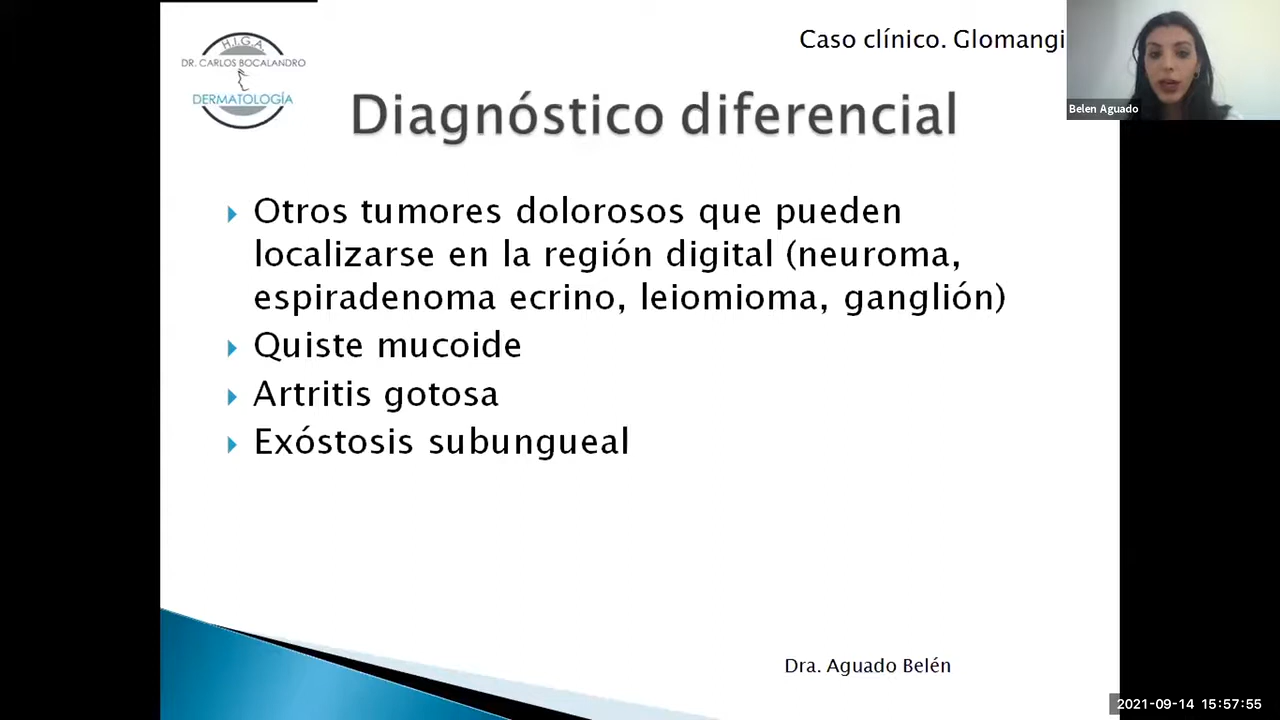 H.I.G.A.
DR. CARLOS BOCALANDRO
DERMATOLOGÍA
Caso clínico. Glomangi
Belen Aguado
Diagnóstico diferencial
Otros tumores dolorosos que pueden
localizarse en la región digital (neuroma,
espiradenoma ecrino, leiomioma, ganglión)
Quiste mucoide
Artritis gotosa
Exóstosis subungueal
Dra. Aguado Belén
2021-09-14 15:57:55